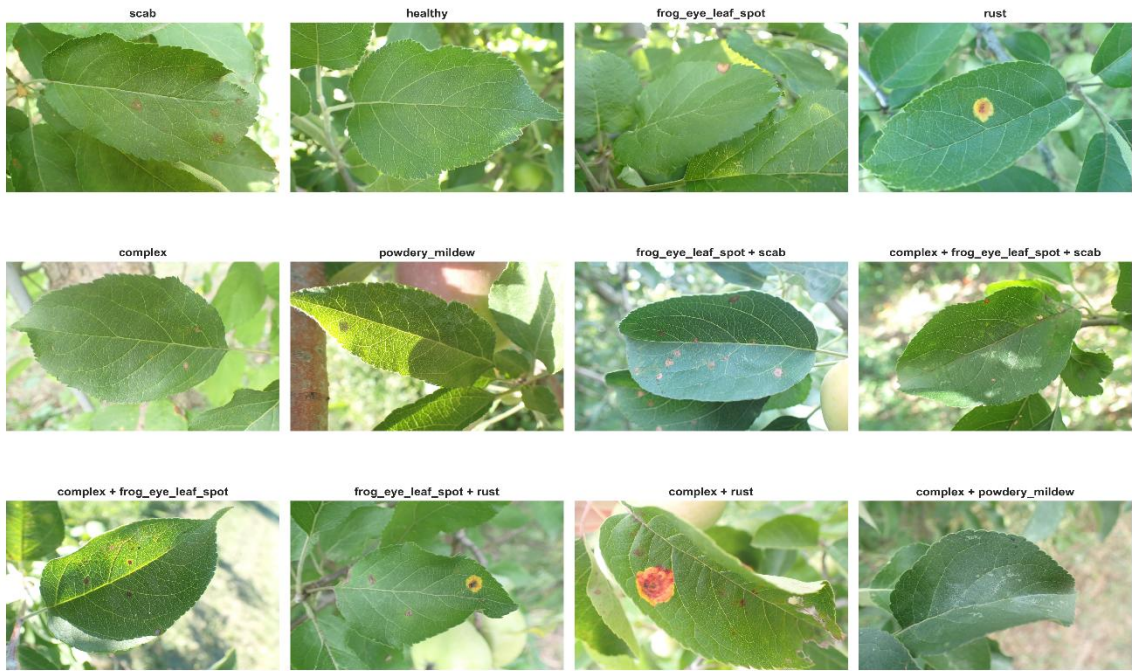 scab
healthy
frog_eye_leaf_spot
rust
complex
powdery_mildew
frog_eye_leaf_spot + scab
complex + frog_eye_leaf_spot + scab
complex + frog_eye_leaf_spot
frog_eye_leaf_spot + rust
complex + rust
complex + powdery_mildew